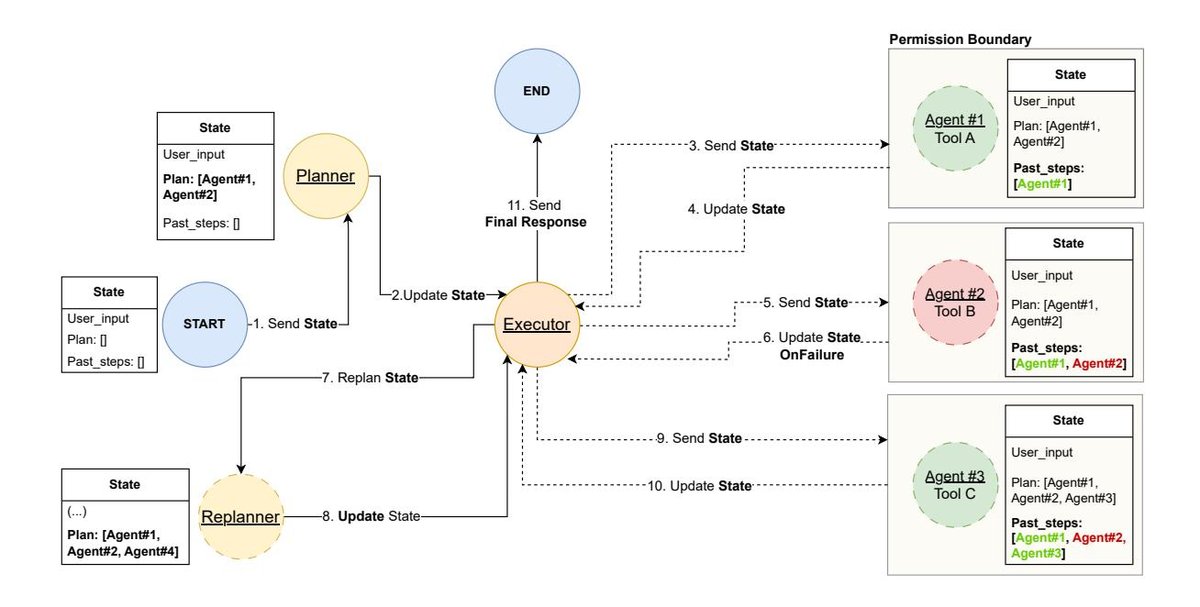 Permission Boundary
END
State
User_input
Plan: [Agent#1,
Agent#2]
Past_steps: []
Planner
State
User_input
Plan: []
Past_steps: []
START
1. Send State
2.Update State
Executor
11. Send
Final Response
3. Send State
4. Update State
Agent #1
Tool A
State
User_input
Plan: [Agent#1,
Agent#2]
Past_steps:
[Agent#1]
5. Send State
6. Update State
OnFailure
Agent #2
Tool B
State
User_input
Plan: [Agent#1,
Agent#2]
Past_steps:
[Agent#1, Agent#2]
7. Replan State
State
(...)
Plan: [Agent#1,
Agent#2, Agent#4]
Replanner
8. Update State
9. Send State
10. Update State
Agent #3
Tool C
State
User_input
Plan: [Agent#1,
Agent#2, Agent#3]
Past_steps:
[Agent#1, Agent#2,
Agent#3]